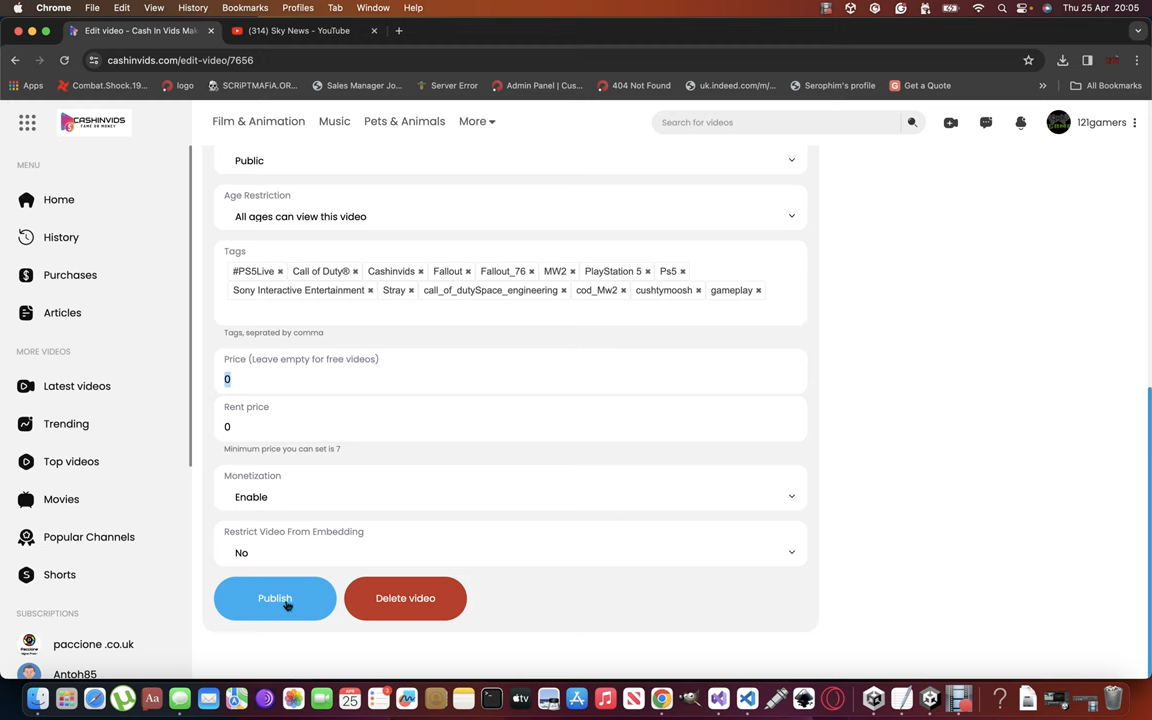 Chrome File Edit View History Bookmarks Profiles Tab Window Help Thu 25 Apr 20:05
Edit video - Cash In Vids Mak (314) Sky News - YouTube
cashinvids.com/edit-video/7656
Apps Combat.Shock.19... logo SCRiPTMAFiA.OR... Sales Manager Jo... Server Error Admin Panel | Cus... 404 Not Found uk.indeed.com/m/... Serophim's profile Get a Quote » All Bookmarks
CASHINVIDS
FAME OR MONEY
Film & Animation Music Pets & Animals More Search for videos 121gamers
MENU
Home
History
Purchases
Articles
MORE VIDEOS
Latest videos
Trending
Top videos
Movies
Popular Channels
Shorts
SUBSCRIPTIONS
paccione .co.uk
Antoh85
Public
Age Restriction
All ages can view this video
Tags
#PS5Live Call of Duty® Cashinvids Fallout Fallout_76 MW2 PlayStation 5 Ps5
Sony Interactive Entertainment Stray call_of_dutySpace_engineering cod_Mw2 cushtymoosh gameplay
Tags, seprated by comma
Price (Leave empty for free videos)
0
Rent price
0
Minimum price you can set is 7
Monetization
Enable
Restrict Video From Embedding
No
Publish Delete video